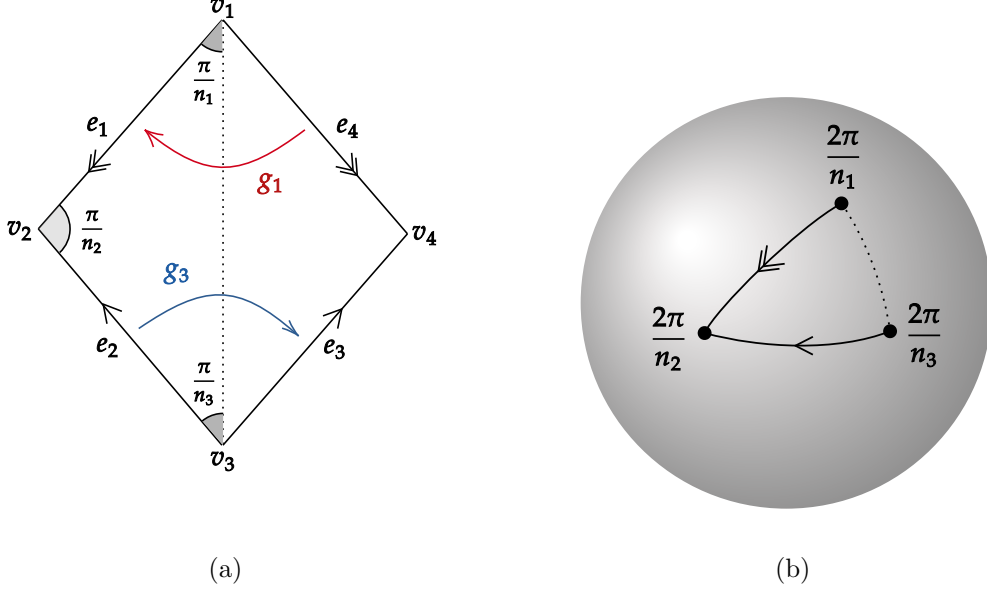 v₁
π/n₁
e₁
e₄
g₁
v₂
π/n₂
v₄
g₃
e₂
e₃
π/n₃
v₃
(a)
2π/n₁
2π/n₂
2π/n₃
(b)